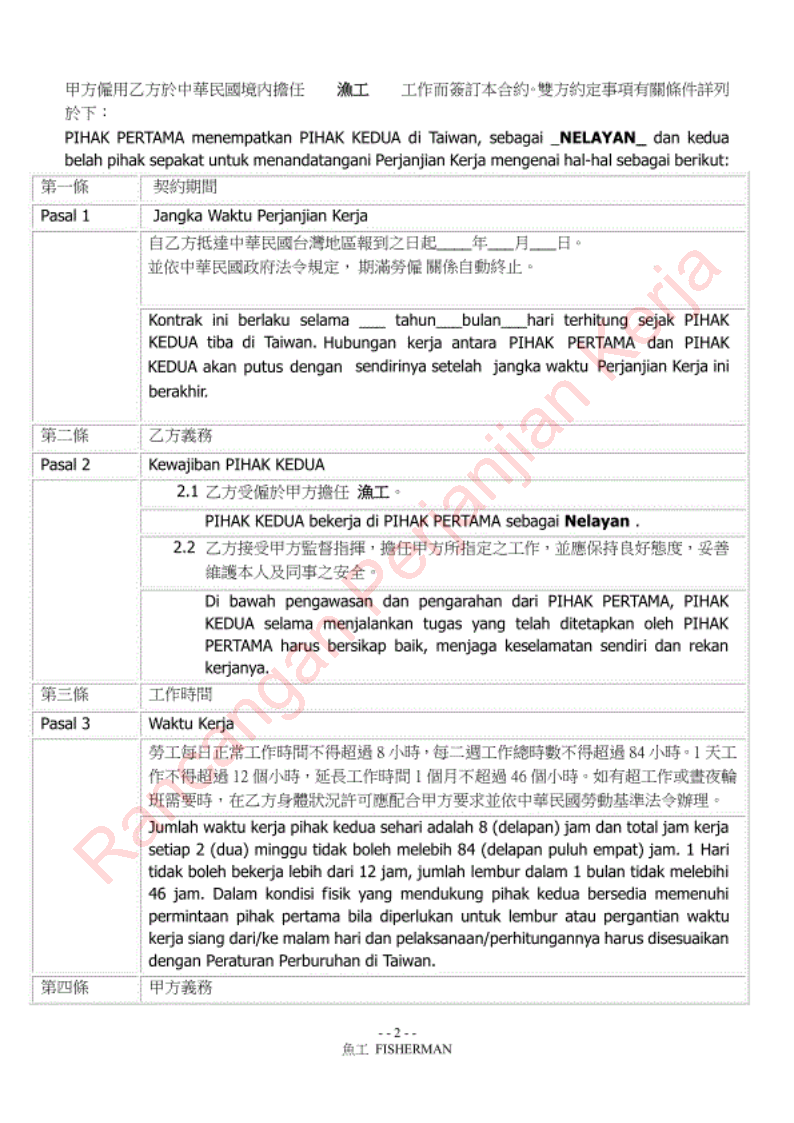 甲方僱用乙方於中華民國境內擔任 漁工 工作而簽訂本合約。雙方約定事項有關條件詳列
於下：
PIHAK PERTAMA menempatkan PIHAK KEDUA di Taiwan, sebagai _NELAYAN_ dan kedua
belah pihak sepakat untuk menandatangani Perjanjian Kerja mengenai hal-hal sebagai berikut:
第一條 契約期間
Pasal 1 Jangka Waktu Perjanjian Kerja
自乙方抵達中華民國台灣地區報到之日起_____年____月____日。
並依中華民國政府法令規定， 期滿勞僱 關係自動終止。
Kontrak ini berlaku selama ___ tahun___bulan___hari terhitung sejak PIHAK
KEDUA tiba di Taiwan. Hubungan kerja antara PIHAK PERTAMA dan PIHAK
KEDUA akan putus dengan sendirinya setelah jangka waktu Perjanjian Kerja ini
berakhir.
第二條 乙方義務
Pasal 2 Kewajiban PIHAK KEDUA
2.1 乙方受僱於甲方擔任 漁工。
PIHAK KEDUA bekerja di PIHAK PERTAMA sebagai Nelayan .
2.2 乙方接受甲方監督指揮，擔任甲方所指定之工作，並應保持良好態度，妥善
維護本人及同事之安全。
Di bawah pengawasan dan pengarahan dari PIHAK PERTAMA, PIHAK
KEDUA selama menjalankan tugas yang telah ditetapkan oleh PIHAK
PERTAMA harus bersikap baik, menjaga keselamatan sendiri dan rekan
kerjanya.
第三條 工作時間
Pasal 3 Waktu Kerja
勞工每日正常工作時間不得超過 8 小時，每二週工作總時數不得超過 84 小時。1 天工
作不得超過 12 個小時，延長工作時間 1 個月不超過 46 個小時。如有超工作或晝夜輪
班需要時，在乙方身體狀況許可應配合甲方要求並依中華民國勞動基準法令辦理。
Jumlah waktu kerja pihak kedua sehari adalah 8 (delapan) jam dan total jam kerja
setiap 2 (dua) minggu tidak boleh melebih 84 (delapan puluh empat) jam. 1 Hari
tidak boleh bekerja lebih dari 12 jam, jumlah lembur dalam 1 bulan tidak melebihi
46 jam. Dalam kondisi fisik yang mendukung pihak kedua bersedia memenuhi
permintaan pihak pertama bila diperlukan untuk lembur atau pergantian waktu
kerja siang dari/ke malam hari dan pelaksanaan/perhitungannya harus disesuaikan
dengan Peraturan Perburuhan di Taiwan.
第四條 甲方義務
- - 2 - -
魚工 FISHERMAN
Rancangan Perjanjian Kerja